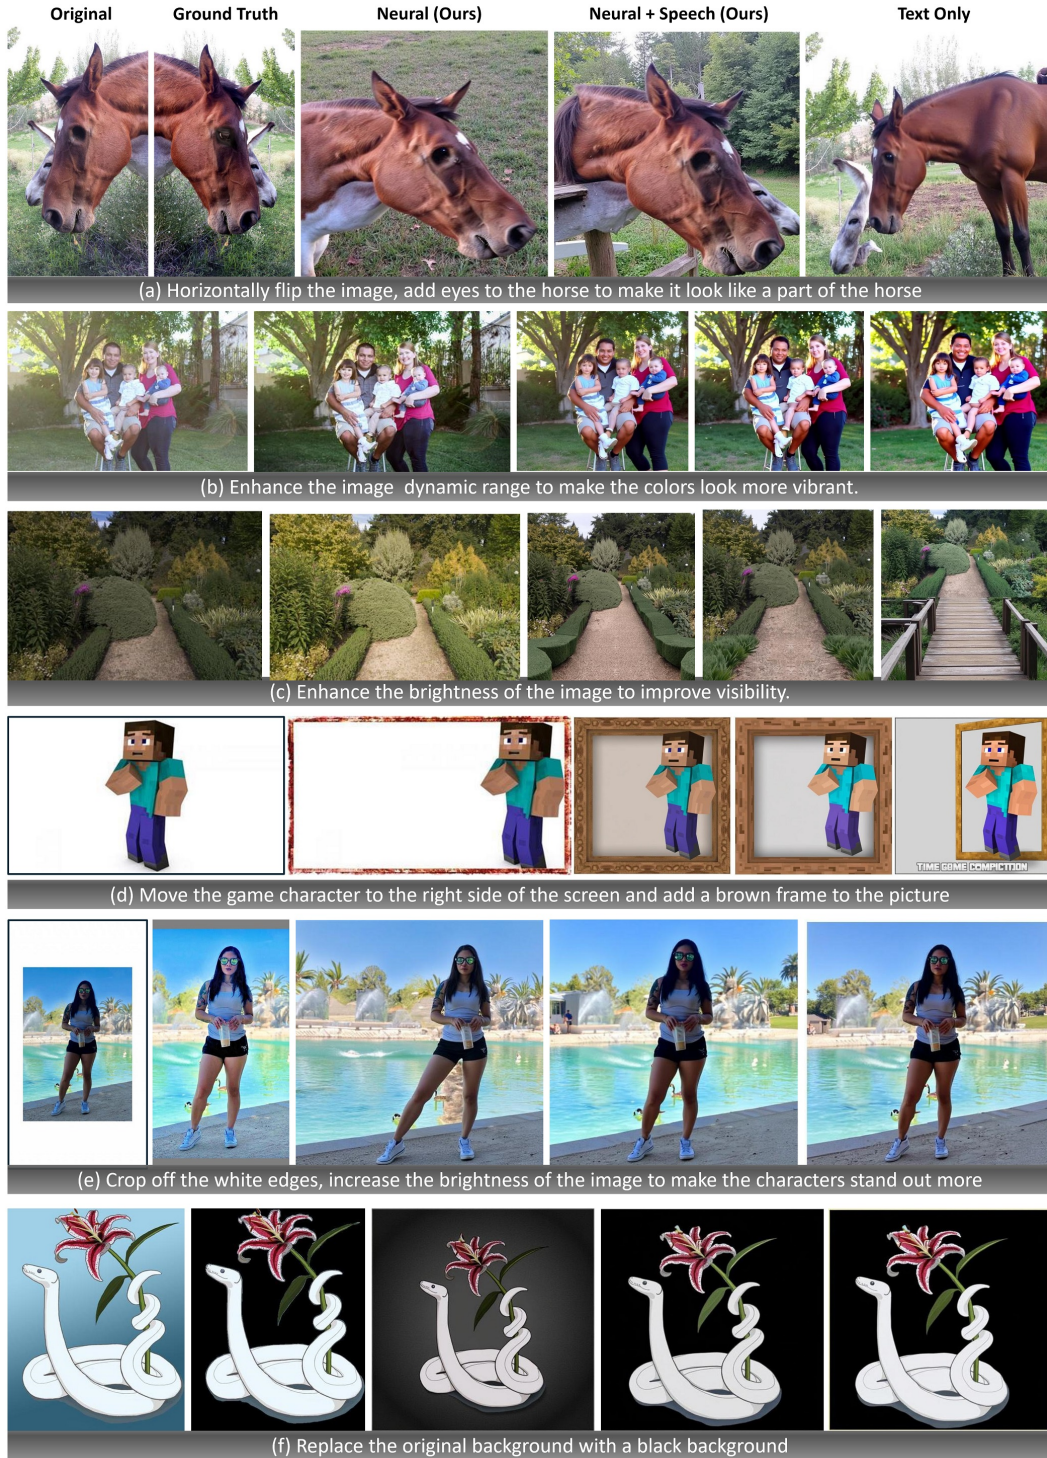 Original Ground Truth Neural (Ours) Neural + Speech (Ours) Text Only
(a) Horizontally flip the image, add eyes to the horse to make it look like a part of the horse
(b) Enhance the image dynamic range to make the colors look more vibrant.
(c) Enhance the brightness of the image to improve visibility.
TIME GAME COMPICTION
(d) Move the game character to the right side of the screen and add a brown frame to the picture
(e) Crop off the white edges, increase the brightness of the image to make the characters stand out more
(f) Replace the original background with a black background